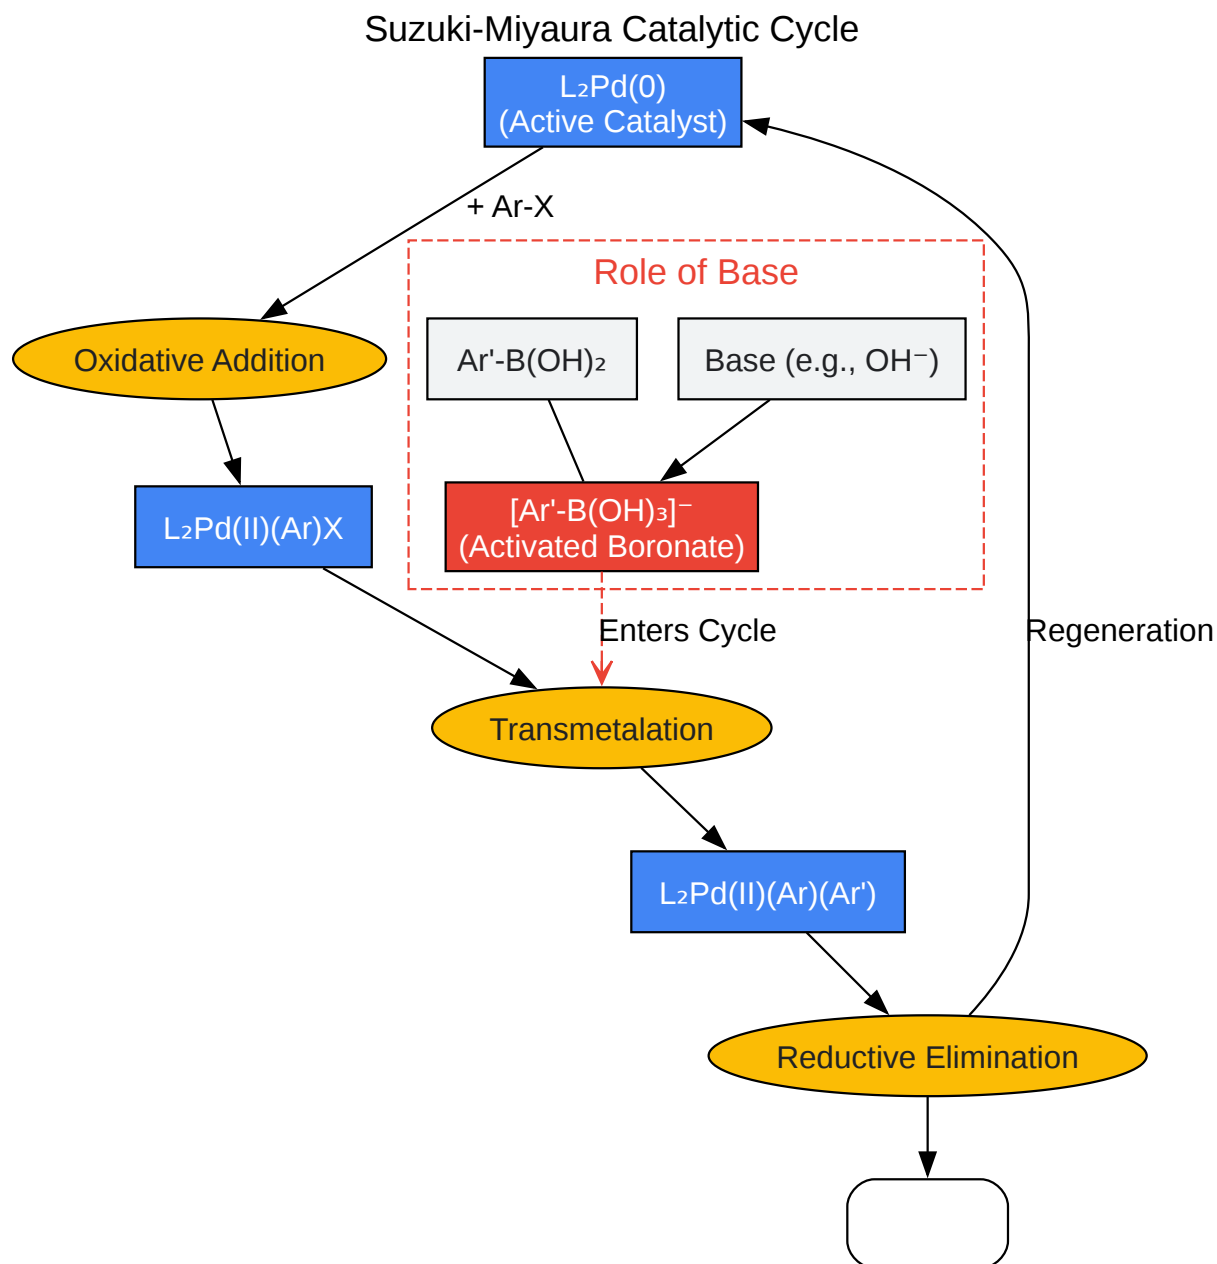 Suzuki-Miyaura Catalytic Cycle
L₂Pd(0)
(Active Catalyst)
+ Ar-X
Role of Base
Oxidative Addition
Ar'-B(OH)₂
Base (e.g., OH⁻)
L₂Pd(II)(Ar)X
[Ar'-B(OH)₃]⁻
(Activated Boronate)
Enters Cycle
Regeneration
Transmetalation
L₂Pd(II)(Ar)(Ar')
Reductive Elimination